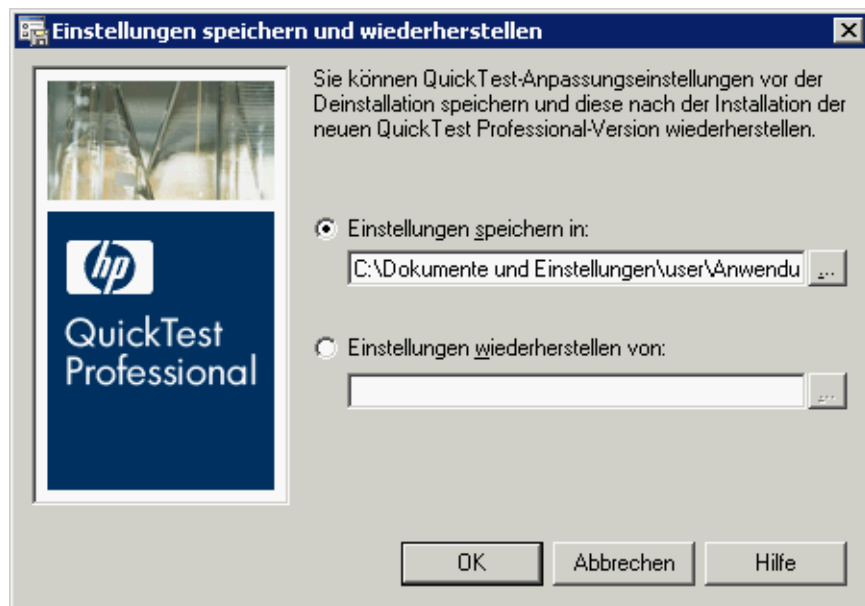 Einstellungen speichern und wiederherstellen
Sie können QuickTest-Anpassungseinstellungen vor der
Deinstallation speichern und diese nach der Installation der
neuen QuickTest Professional-Version wiederherstellen.
hp
QuickTest
Professional
Einstellungen speichern in:
C:\Dokumente und Einstellungen\user\Anwendu
...
Einstellungen wiederherstellen von:
...
OK
Abbrechen
Hilfe